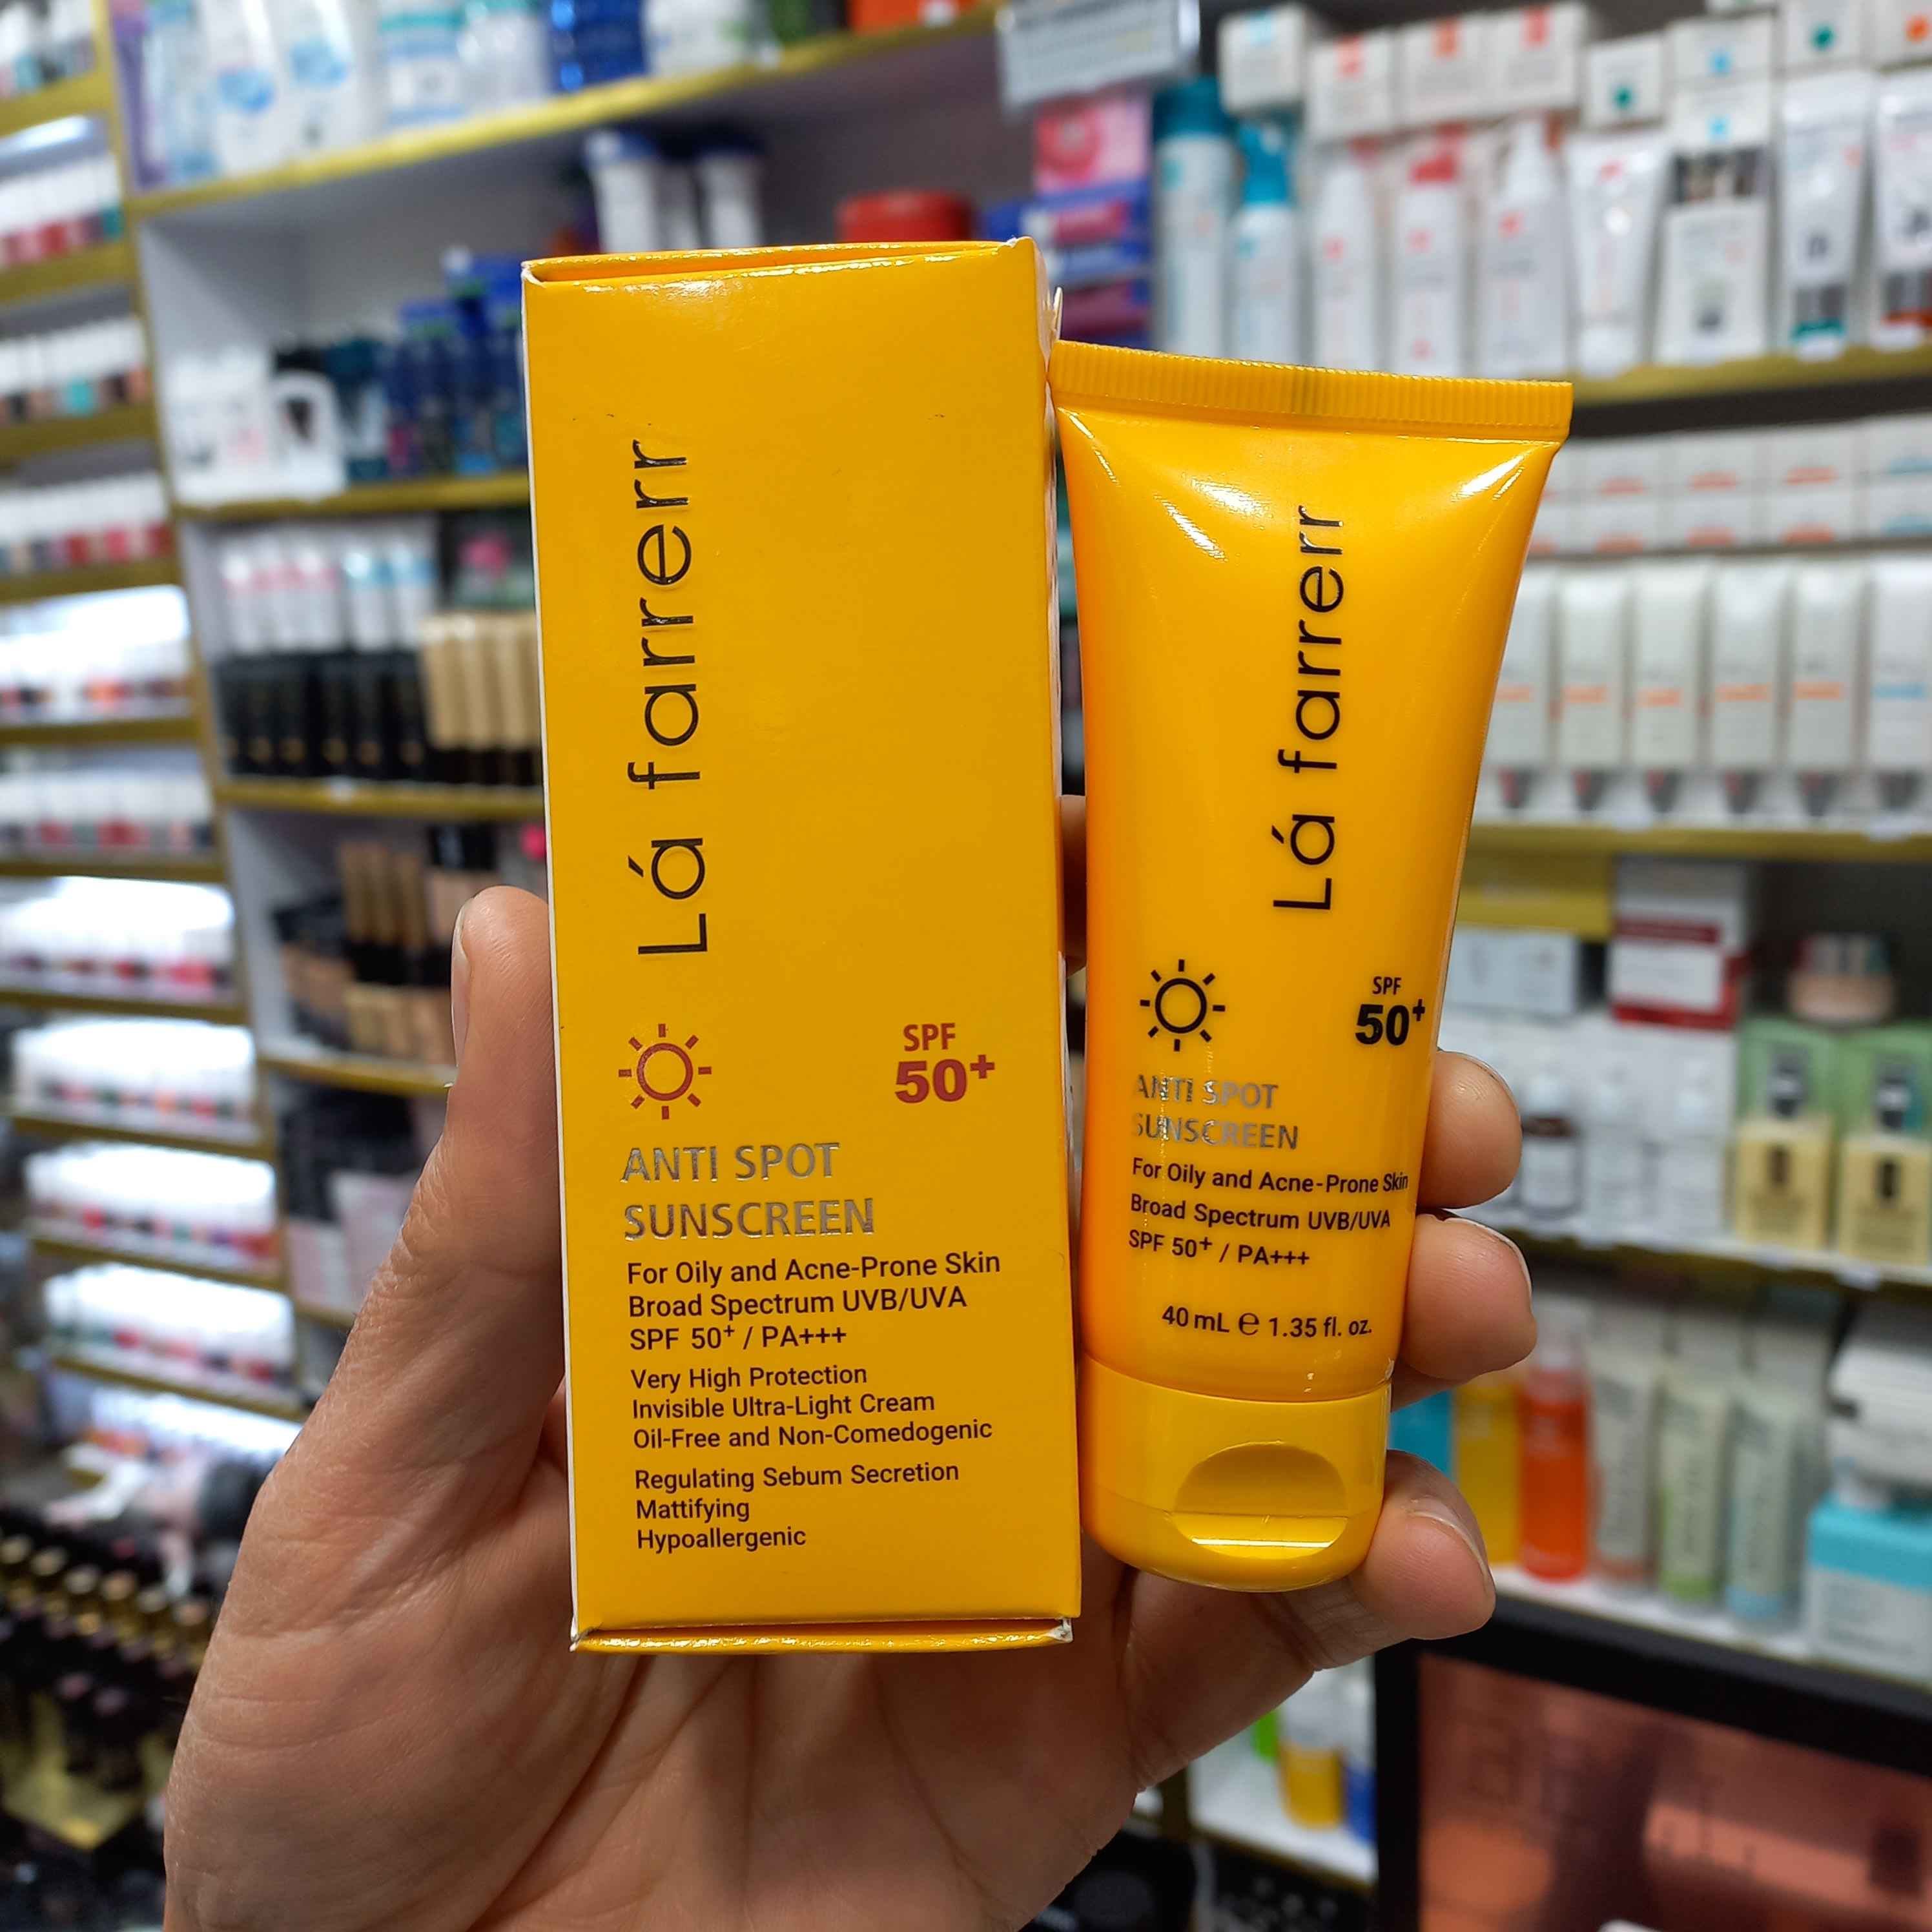 Lá farrerr
SPF
50+
ANTI SPOT
SUNSCREEN
For Oily and Acne-Prone Skin
Broad Spectrum UVB/UVA
SPF 50+ / PA+++
Very High Protection
Invisible Ultra-Light Cream
Oil-Free and Non-Comedogenic
Regulating Sebum Secretion
Mattifying
Hypoallergenic
Lá farrerr
SPF
50+
ANTI SPOT
SUNSCREEN
For Oily and Acne-Prone Skin
Broad Spectrum UVB/UVA
SPF 50+ / PA+++
40 mL e 1.35 fl. oz.